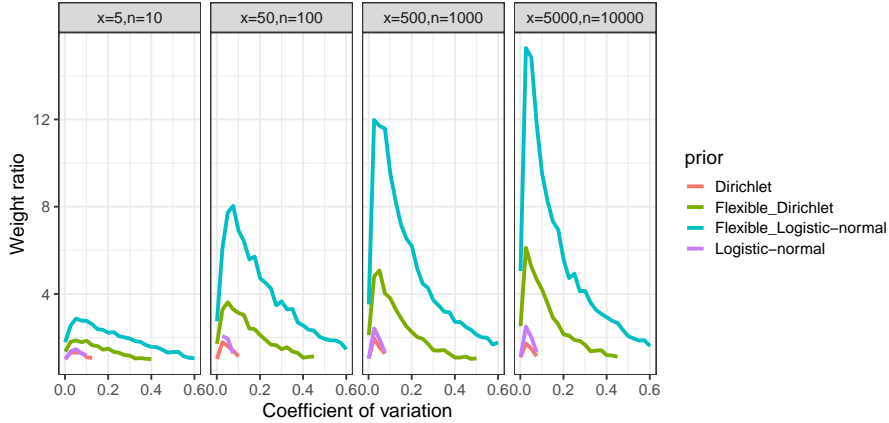 x=5,n=10
x=50,n=100
x=500,n=1000
x=5000,n=10000
Weight ratio
12
8
4
0.0 0.2 0.4 0.6
0.0 0.2 0.4 0.6
0.0 0.2 0.4 0.6
0.0 0.2 0.4 0.6
Coefficient of variation
prior
Dirichlet
Flexible_Dirichlet
Flexible_Logistic−normal
Logistic−normal